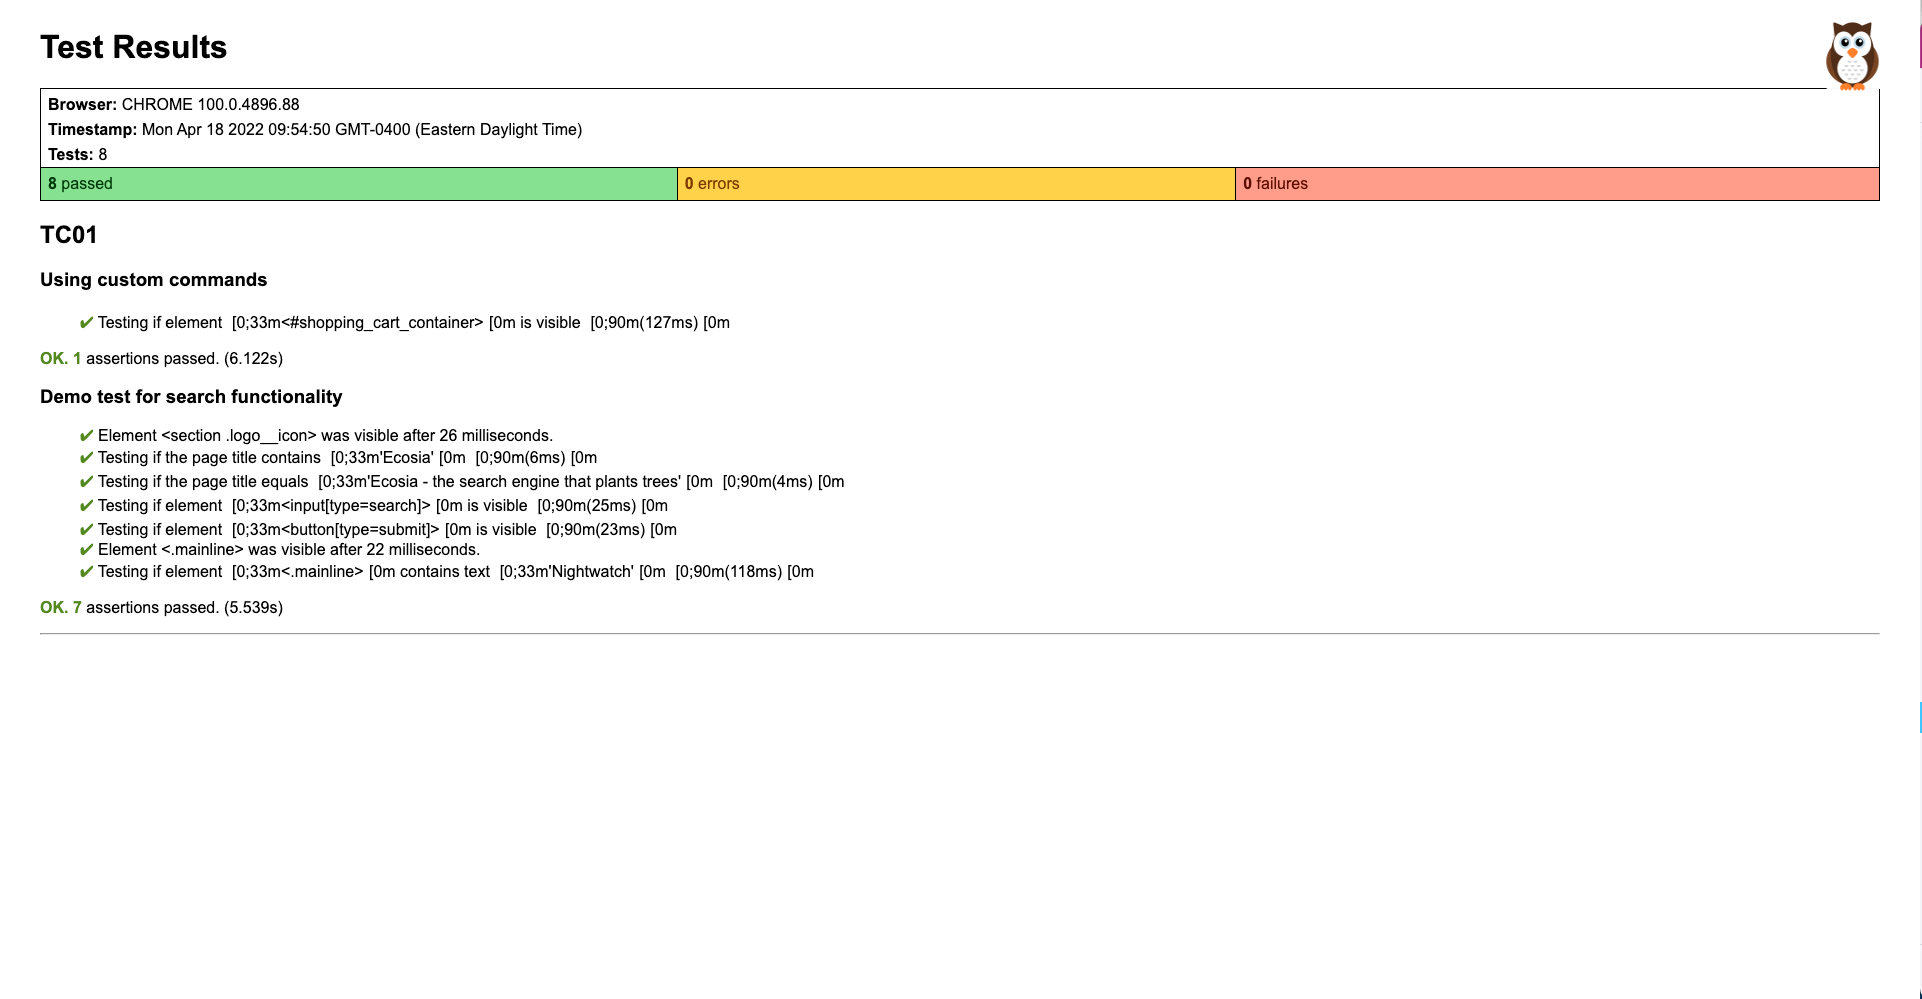 Test Results
Browser: CHROME 100.0.4896.88
Timestamp: Mon Apr 18 2022 09:54:50 GMT-0400 (Eastern Daylight Time)
Tests: 8
8 passed 0 errors 0 failures
TC01
Using custom commands
✔ Testing if element [0;33m<#shopping_cart_container> [0m is visible [0;90m(127ms) [0m
OK. 1 assertions passed. (6.122s)
Demo test for search functionality
✔ Element <section .logo__icon> was visible after 26 milliseconds.
✔ Testing if the page title contains [0;33m'Ecosia' [0m [0;90m(6ms) [0m
✔ Testing if the page title equals [0;33m'Ecosia - the search engine that plants trees' [0m [0;90m(4ms) [0m
✔ Testing if element [0;33m<input[type=search]> [0m is visible [0;90m(25ms) [0m
✔ Testing if element [0;33m<button[type=submit]> [0m is visible [0;90m(23ms) [0m
✔ Element <.mainline> was visible after 22 milliseconds.
✔ Testing if element [0;33m<.mainline> [0m contains text [0;33m'Nightwatch' [0m [0;90m(118ms) [0m
OK. 7 assertions passed. (5.539s)